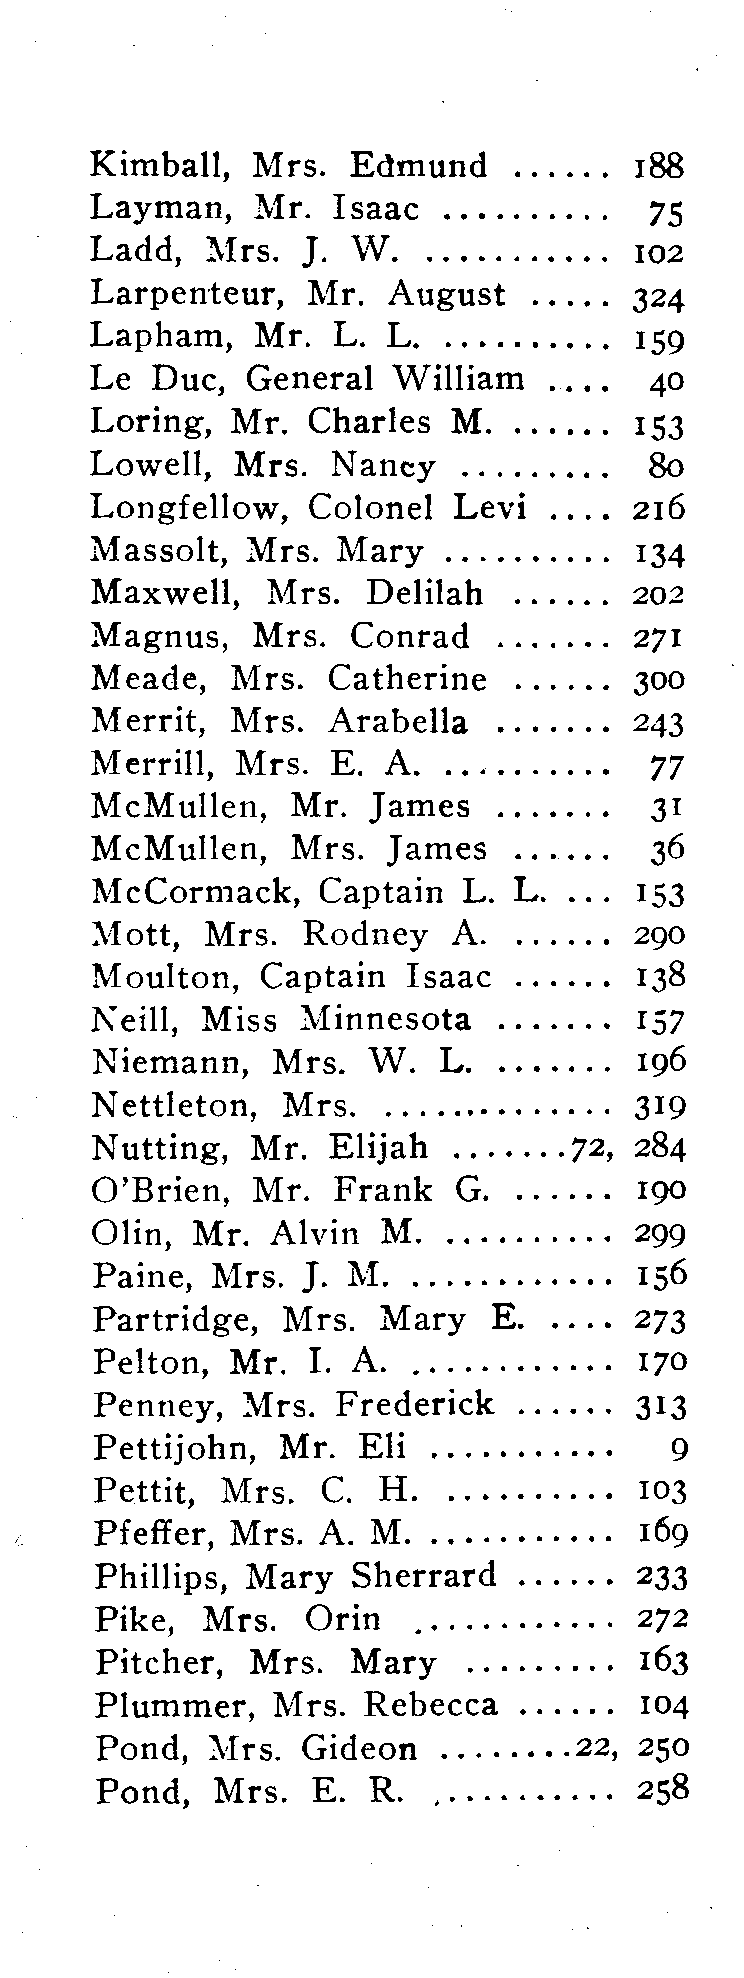 Kimball, Mrs. Edmund ...... 188
Layman, Mr. Isaac .......... 75
Ladd, Mrs. J. W. ........... 102
Larpenteur, Mr. August ..... 324
Lapham, Mr. L. L. .......... 159
Le Duc, General William .... 40
Loring, Mr. Charles M. ...... 153
Lowell, Mrs. Nancy ......... 80
Longfellow, Colonel Levi .... 216
Massolt, Mrs. Mary .......... 134
Maxwell, Mrs. Delilah ...... 202
Magnus, Mrs. Conrad ....... 271
Meade, Mrs. Catherine ...... 300
Merrit, Mrs. Arabella ....... 243
Merrill, Mrs. E. A. .......... 77
McMullen, Mr. James ....... 31
McMullen, Mrs. James ...... 36
McCormack, Captain L. L. ... 153
Mott, Mrs. Rodney A. ...... 290
Moulton, Captain Isaac ...... 138
Neill, Miss Minnesota ....... 157
Niemann, Mrs. W. L. ....... 196
Nettleton, Mrs. .............. 319
Nutting, Mr. Elijah .......72, 284
O'Brien, Mr. Frank G. ...... 190
Olin, Mr. Alvin M. .......... 299
Paine, Mrs. J. M. ............ 156
Partridge, Mrs. Mary E. .... 273
Pelton, Mr. I. A. ............ 170
Penney, Mrs. Frederick ...... 313
Pettijohn, Mr. Eli ........... 9
Pettit, Mrs. C. H. .......... 103
Pfeffer, Mrs. A. M. ........... 169
Phillips, Mary Sherrard ...... 233
Pike, Mrs. Orin ............ 272
Pitcher, Mrs. Mary ......... 163
Plummer, Mrs. Rebecca ...... 104
Pond, Mrs. Gideon ........22, 250
Pond, Mrs. E. R. ........... 258